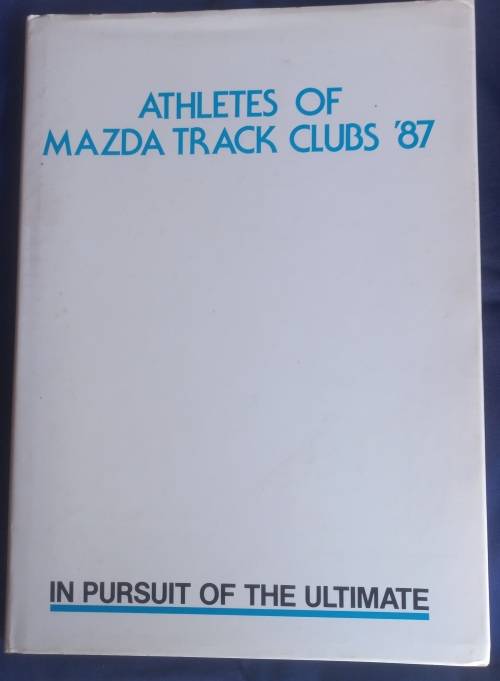 ATHLETES OF
MAZDA TRACK CLUBS '87
IN PURSUIT OF THE ULTIMATE